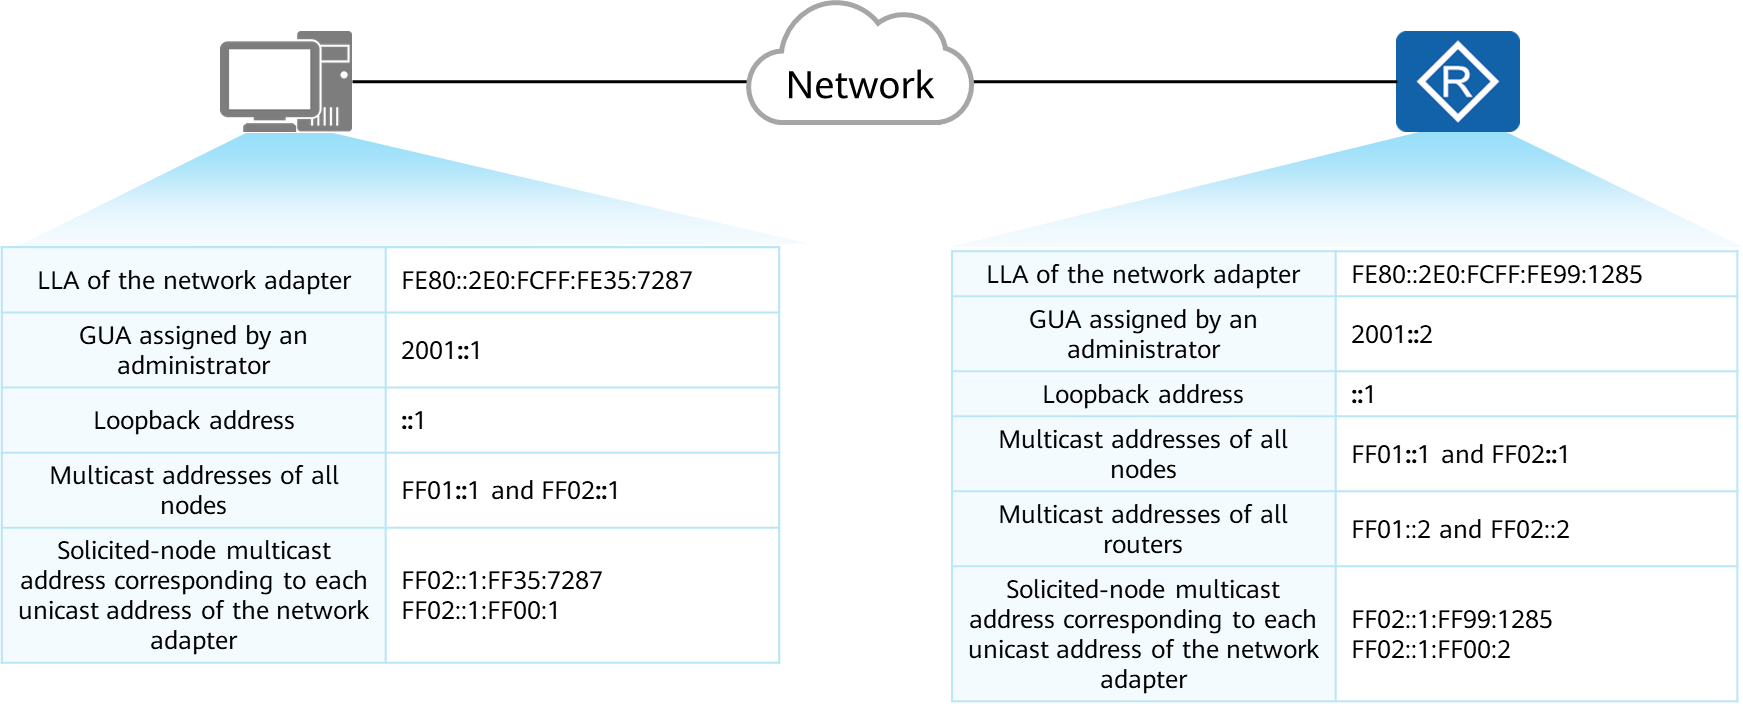 Network
R
LLA of the network adapter
FE80::2E0:FCFF:FE35:7287
GUA assigned by an
administrator
2001::1
Loopback address
::1
Multicast addresses of all
nodes
FF01::1 and FF02::1
Solicited-node multicast
address corresponding to each
unicast address of the network
adapter
FF02::1:FF35:7287
FF02::1:FF00:1
LLA of the network adapter
FE80::2E0:FCFF:FE99:1285
GUA assigned by an
administrator
2001::2
Loopback address
::1
Multicast addresses of all
nodes
FF01::1 and FF02::1
Multicast addresses of all
routers
FF01::2 and FF02::2
Solicited-node multicast
address corresponding to each
unicast address of the network
adapter
FF02::1:FF99:1285
FF02::1:FF00:2